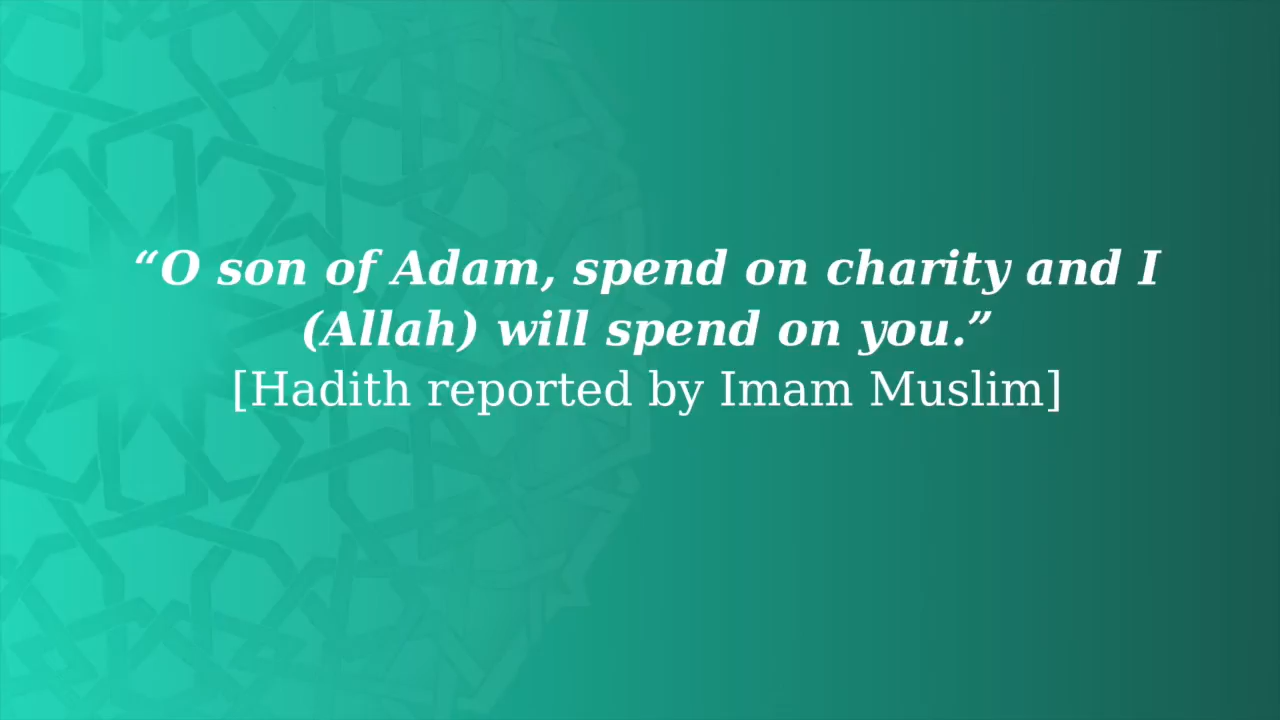 “O son of Adam, spend on charity and I
(Allah) will spend on you.”
[Hadith reported by Imam Muslim]